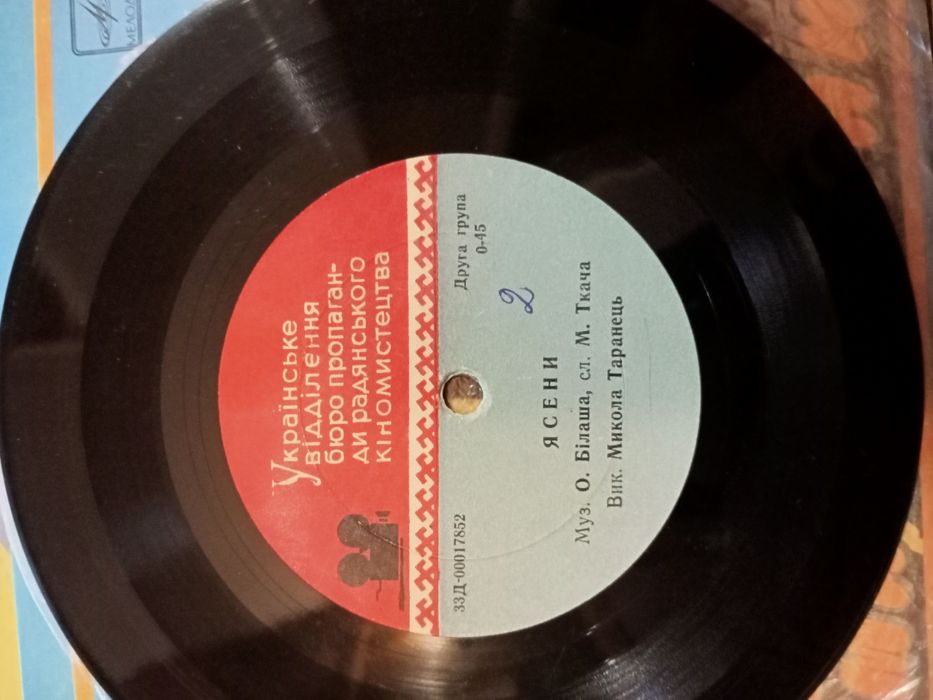 МЕЛОД
Українське
відділення
бюро пропаган-
ди радянського
кіномистецтва
33Д-00017852
Друга група
0-45
2
ЯСЕНИ
Муз. О. Білаша, сл. М. Ткача
Вик. Микола Таранець